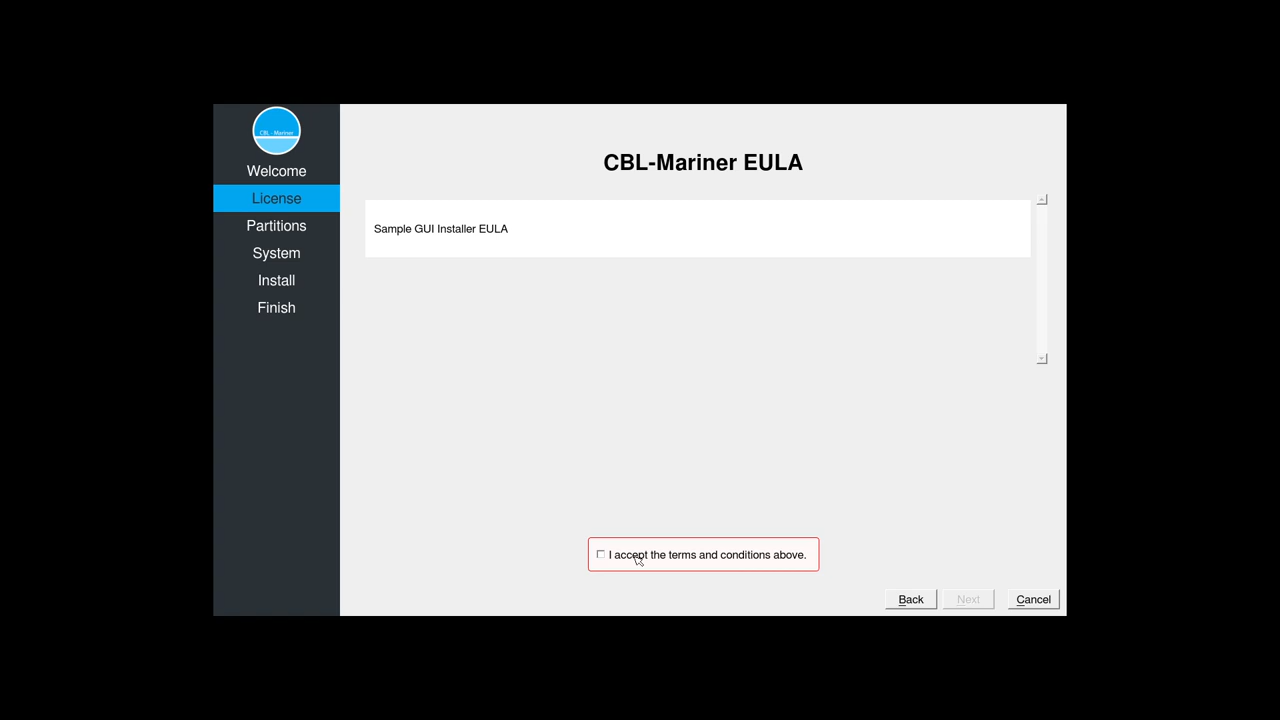 CBL - Mariner
Welcome
License
Partitions
System
Install
Finish
CBL-Mariner EULA
Sample GUI Installer EULA
I accept the terms and conditions above.
Back Next Cancel